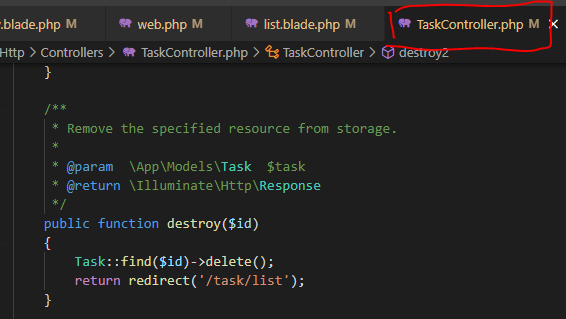 .blade.php M web.php M list.blade.php M TaskController.php M
Http > Controllers > TaskController.php > TaskController > destroy2
}
/**
* Remove the specified resource from storage.
*
* @param \App\Models\Task $task
* @return \Illuminate\Http\Response
*/
public function destroy($id)
{
Task::find($id)->delete();
return redirect('/task/list');
}